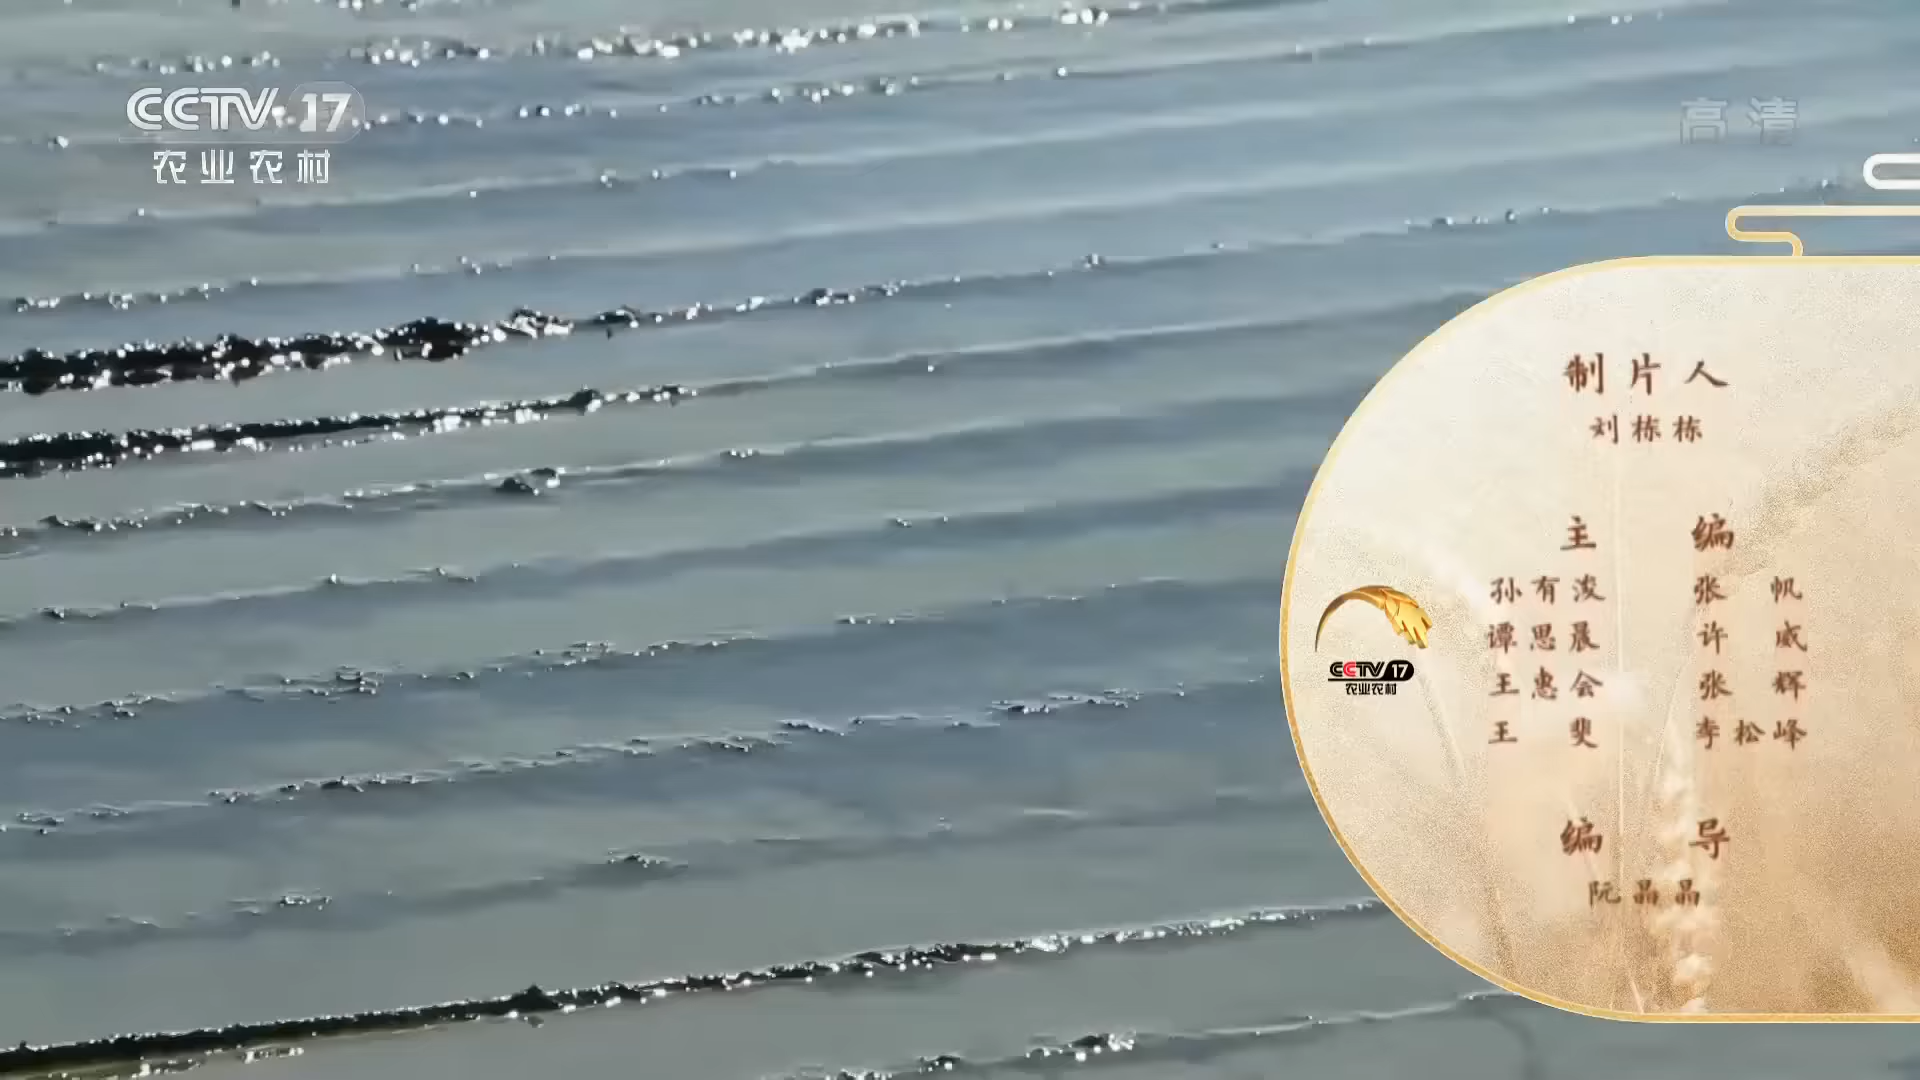 CCTV 17
农业农村
高清
制片人
刘栋栋
主 编
孙有浚 张 帆
谭思晨 许 威
王惠会 张 辉
王 斐 李松峰
CCTV 17
农业农村
编 导
阮晶晶